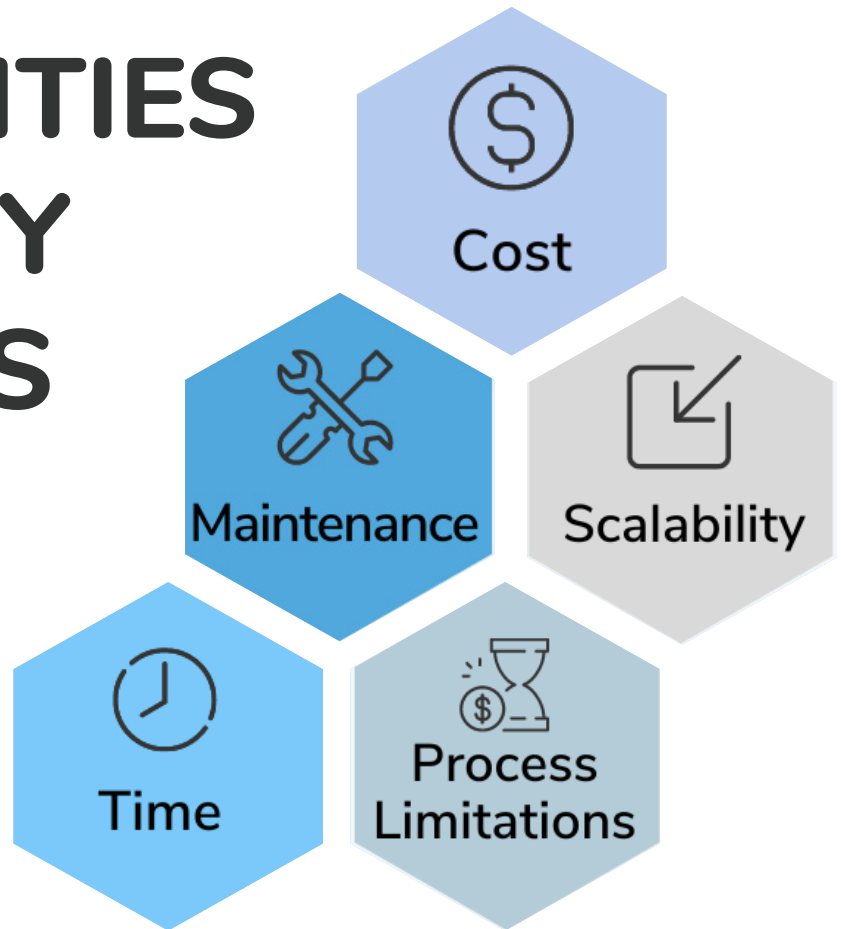 ITIES
Y
S
Cost
Maintenance
Scalability
Time
Process
Limitations